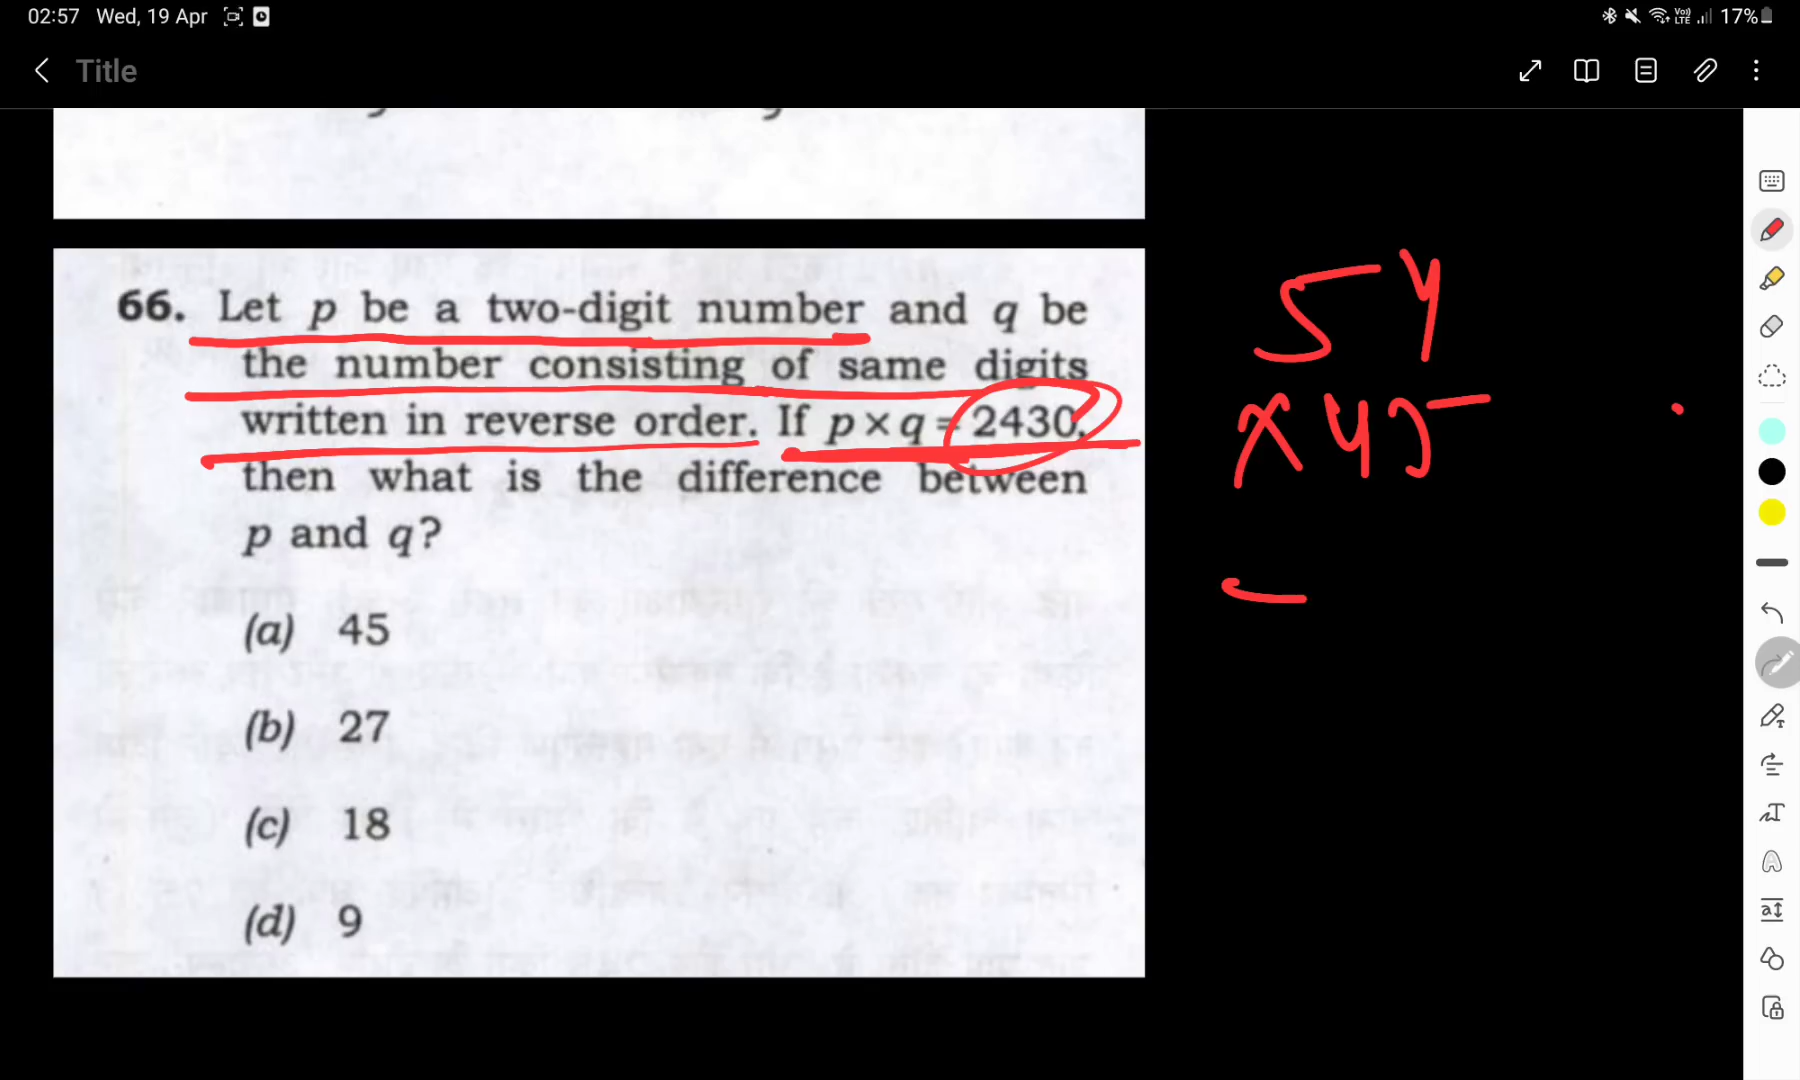 02:57 Wed, 19 Apr
17%
Title
66. Let p be a two-digit number and q be
the number consisting of same digits
written in reverse order. If p × q = 2430,
then what is the difference between
p and q?
(a) 45
(b) 27
(c) 18
(d) 9
54
×45